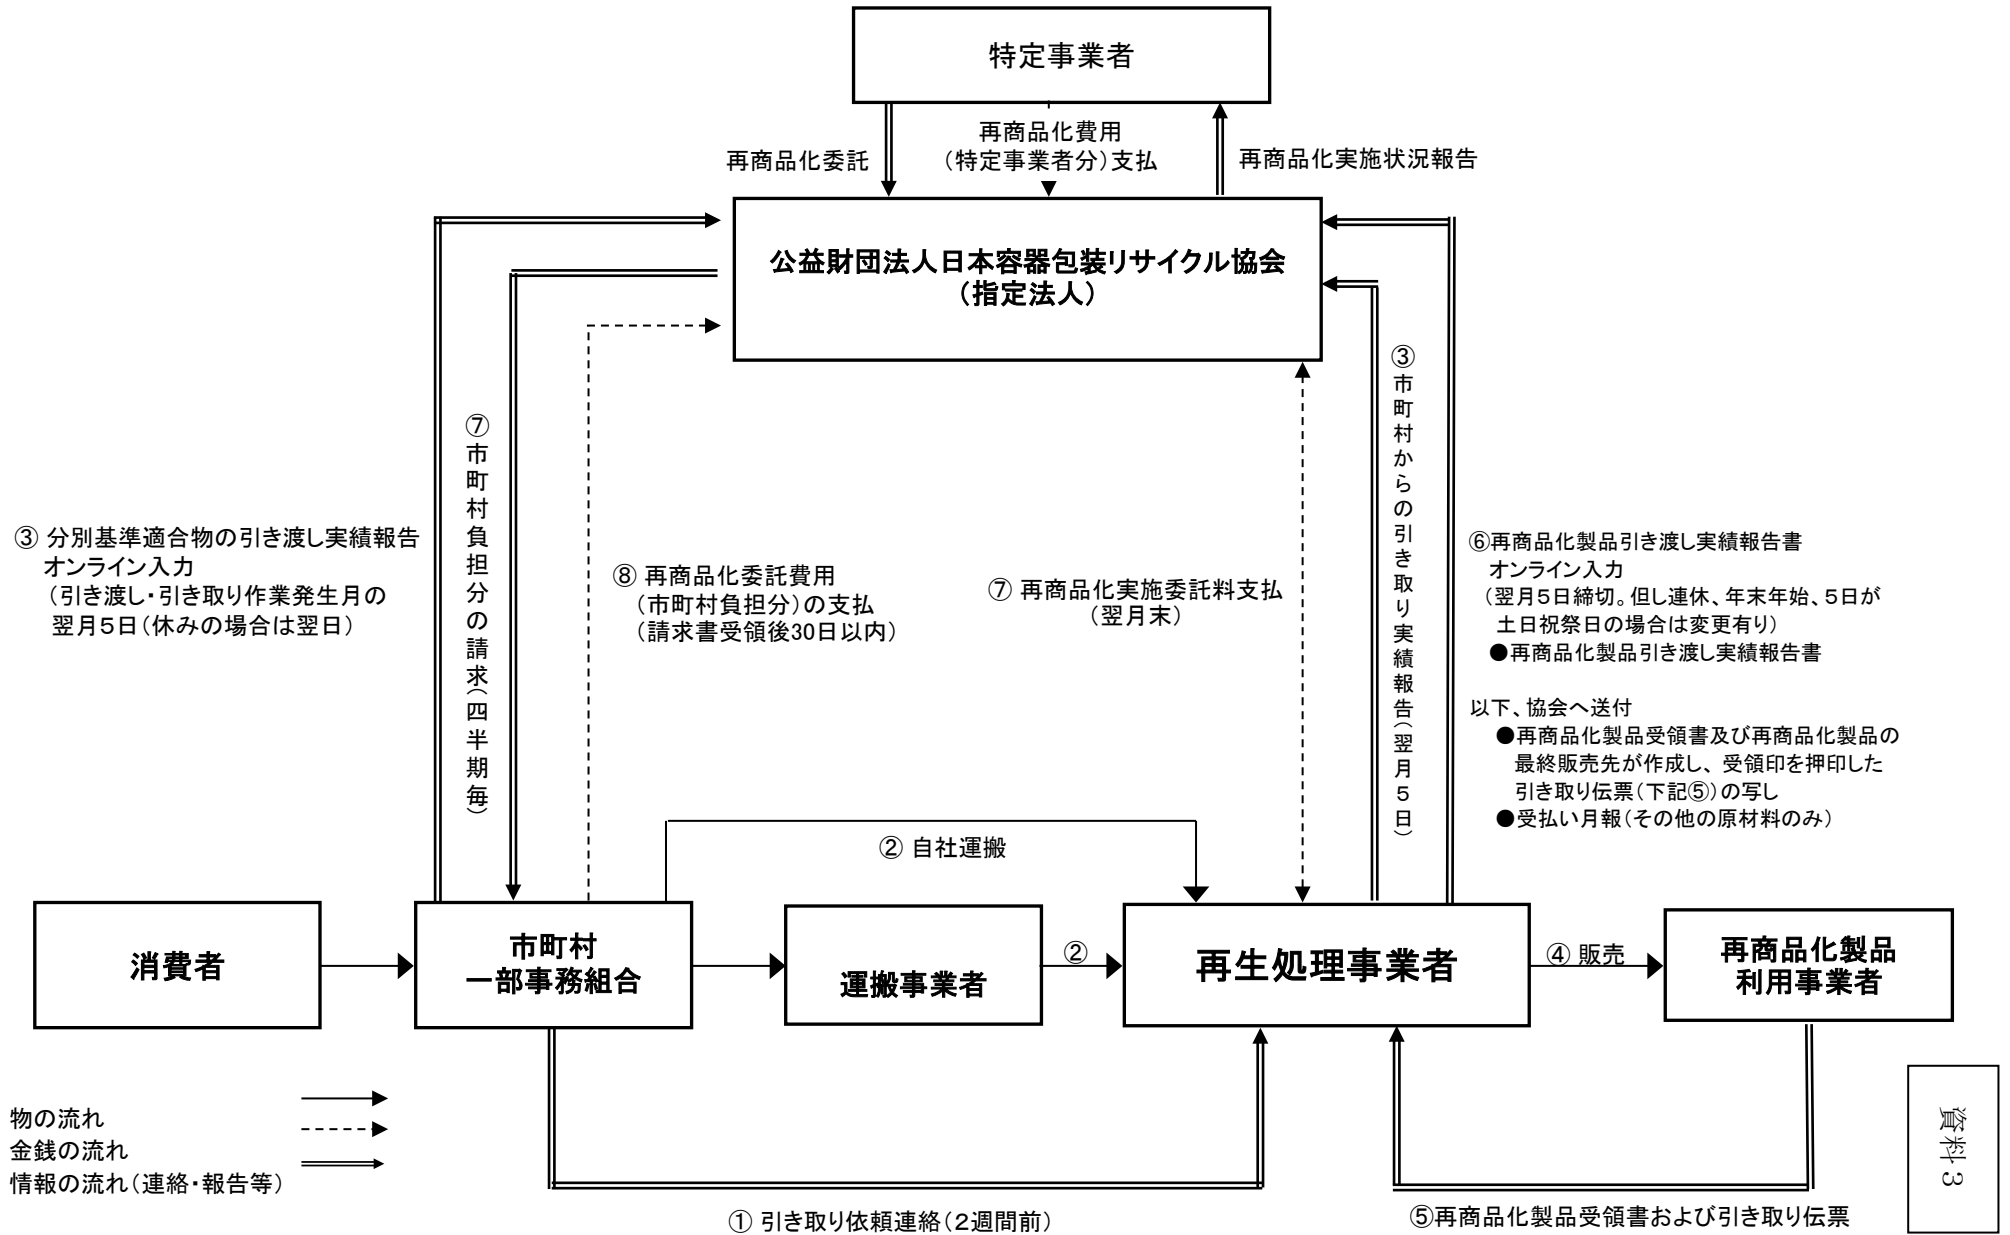 特定事業者
再商品化委託
再商品化費用
（特定事業者分）支払
再商品化実施状況報告
公益財団法人日本容器包装リサイクル協会
（指定法人）
③ 分別基準適合物の引き渡し実績報告
オンライン入力
（引き渡し・引き取り作業発生月の
翌月５日（休みの場合は翌日）
⑦市町村負担分の請求（四半期毎）
⑧ 再商品化委託費用
（市町村負担分）の支払
（請求書受領後30日以内）
⑦ 再商品化実施委託料支払
（翌月末）
③市町村からの引き取り実績報告（翌月５日）
⑥再商品化製品引き渡し実績報告書
オンライン入力
（翌月５日締切。但し連休、年末年始、５日が
土日祝祭日の場合は変更有り）
●再商品化製品引き渡し実績報告書
以下、協会へ送付
●再商品化製品受領書及び再商品化製品の
最終販売先が作成し、受領印を押印した
引き取り伝票（下記⑤）の写し
●受払い月報（その他の原材料のみ）
② 自社運搬
消費者
市町村
一部事務組合
運搬事業者
②
再生処理事業者
④ 販売
再商品化製品
利用事業者
物の流れ
金銭の流れ
情報の流れ（連絡・報告等）
① 引き取り依頼連絡（２週間前）
⑤再商品化製品受領書および引き取り伝票
資料３